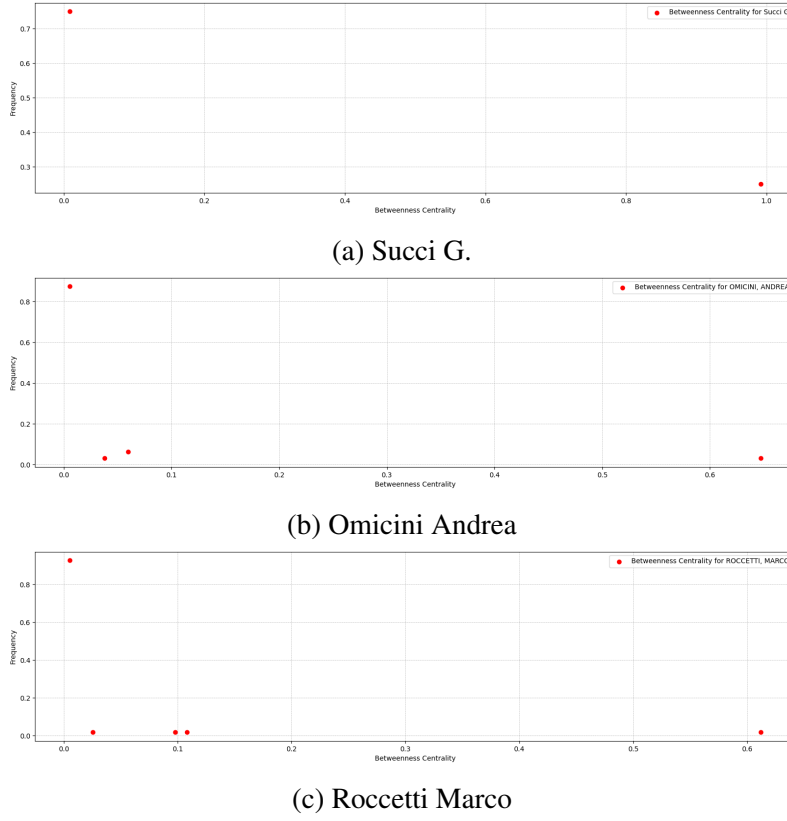 Betweenness Centrality for Succi G
0.7
0.6
0.5
0.4
0.3
Frequency
0.0 0.2 0.4 0.6 0.8 1.0
Betweenness Centrality
(a) Succi G.
Betweenness Centrality for OMICINI, ANDREA
0.8
0.6
0.4
0.2
0.0
Frequency
0.0 0.1 0.2 0.3 0.4 0.5 0.6
Betweenness Centrality
(b) Omicini Andrea
Betweenness Centrality for ROCCETTI, MARCO
0.8
0.6
0.4
0.2
0.0
Frequency
0.0 0.1 0.2 0.3 0.4 0.5 0.6
Betweenness Centrality
(c) Roccetti Marco